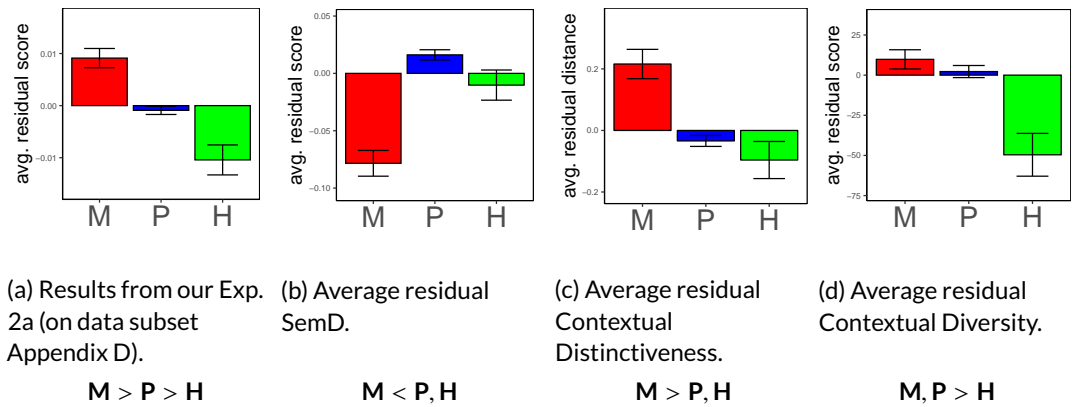 avg. residual score
0.01
0.00
−0.01
M P H
avg. residual score
0.05
0.00
−0.05
−0.10
M P H
avg. residual distance
0.2
0.0
−0.2
M P H
avg. residual score
25
0
−25
−50
−75
M P H
(a) Results from our Exp.
2a (on data subset
Appendix D).
M > P > H
(b) Average residual
SemD.
M < P, H
(c) Average residual
Contextual
Distinctiveness.
M > P, H
(d) Average residual
Contextual Diversity.
M, P > H